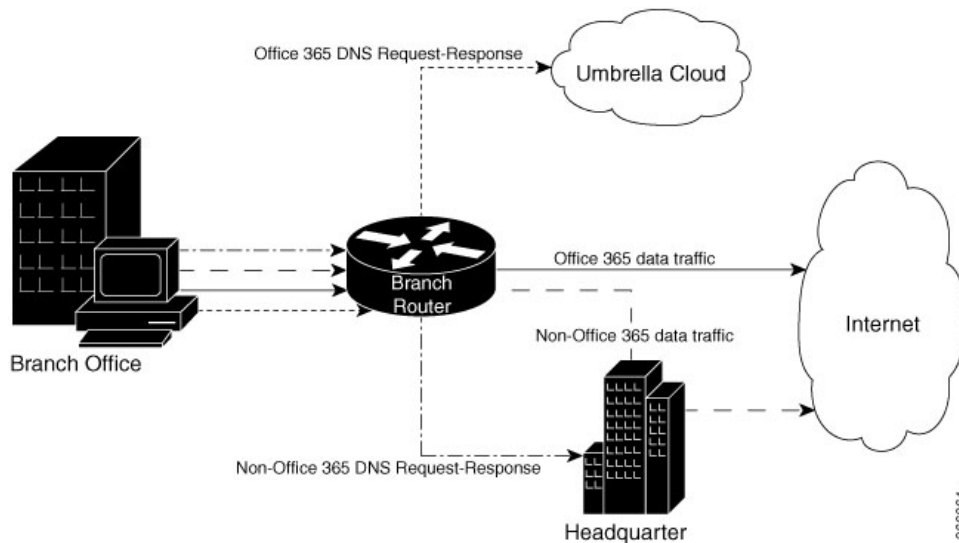 Office 365 DNS Request-Response
Umbrella Cloud
Branch
Router
Office 365 data traffic
Internet
Non-Office 365 data traffic
Branch Office
Non-Office 365 DNS Request-Response
Headquarter